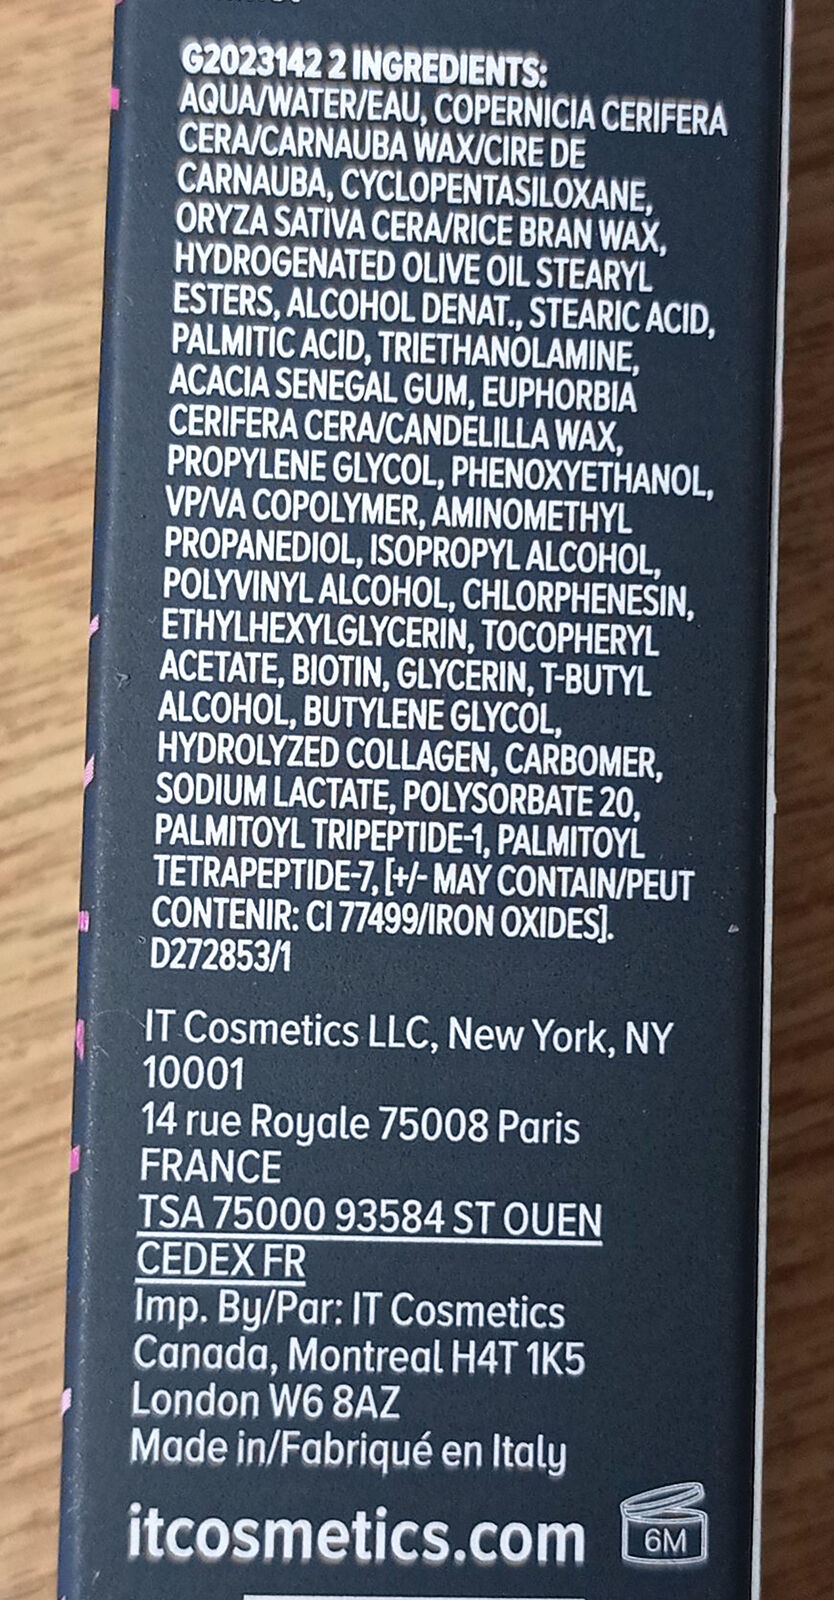 G2023142 2 INGREDIENTS:
AQUA/WATER/EAU, COPERNICIA CERIFERA
CERA/CARNAUBA WAX/CIRE DE
CARNAUBA, CYCLOPENTASILOXANE,
ORYZA SATIVA CERA/RICE BRAN WAX,
HYDROGENATED OLIVE OIL STEARYL
ESTERS, ALCOHOL DENAT., STEARIC ACID,
PALMITIC ACID, TRIETHANOLAMINE,
ACACIA SENEGAL GUM, EUPHORBIA
CERIFERA CERA/CANDELILLA WAX,
PROPYLENE GLYCOL, PHENOXYETHANOL,
VP/VA COPOLYMER, AMINOMETHYL
PROPANEDIOL, ISOPROPYL ALCOHOL,
POLYVINYL ALCOHOL, CHLORPHENESIN,
ETHYLHEXYLGLYCERIN, TOCOPHERYL
ACETATE, BIOTIN, GLYCERIN, T-BUTYL
ALCOHOL, BUTYLENE GLYCOL,
HYDROLYZED COLLAGEN, CARBOMER,
SODIUM LACTATE, POLYSORBATE 20,
PALMITOYL TRIPEPTIDE-1, PALMITOYL
TETRAPEPTIDE-7, [+/- MAY CONTAIN/PEUT
CONTENIR: CI 77499/IRON OXIDES].
D272853/1
IT Cosmetics LLC, New York, NY
10001
14 rue Royale 75008 Paris
FRANCE
TSA 75000 93584 ST OUEN
CEDEX FR
Imp. By/Par: IT Cosmetics
Canada, Montreal H4T 1K5
London W6 8AZ
Made in/Fabriqué en Italy
itcosmetics.com
6M